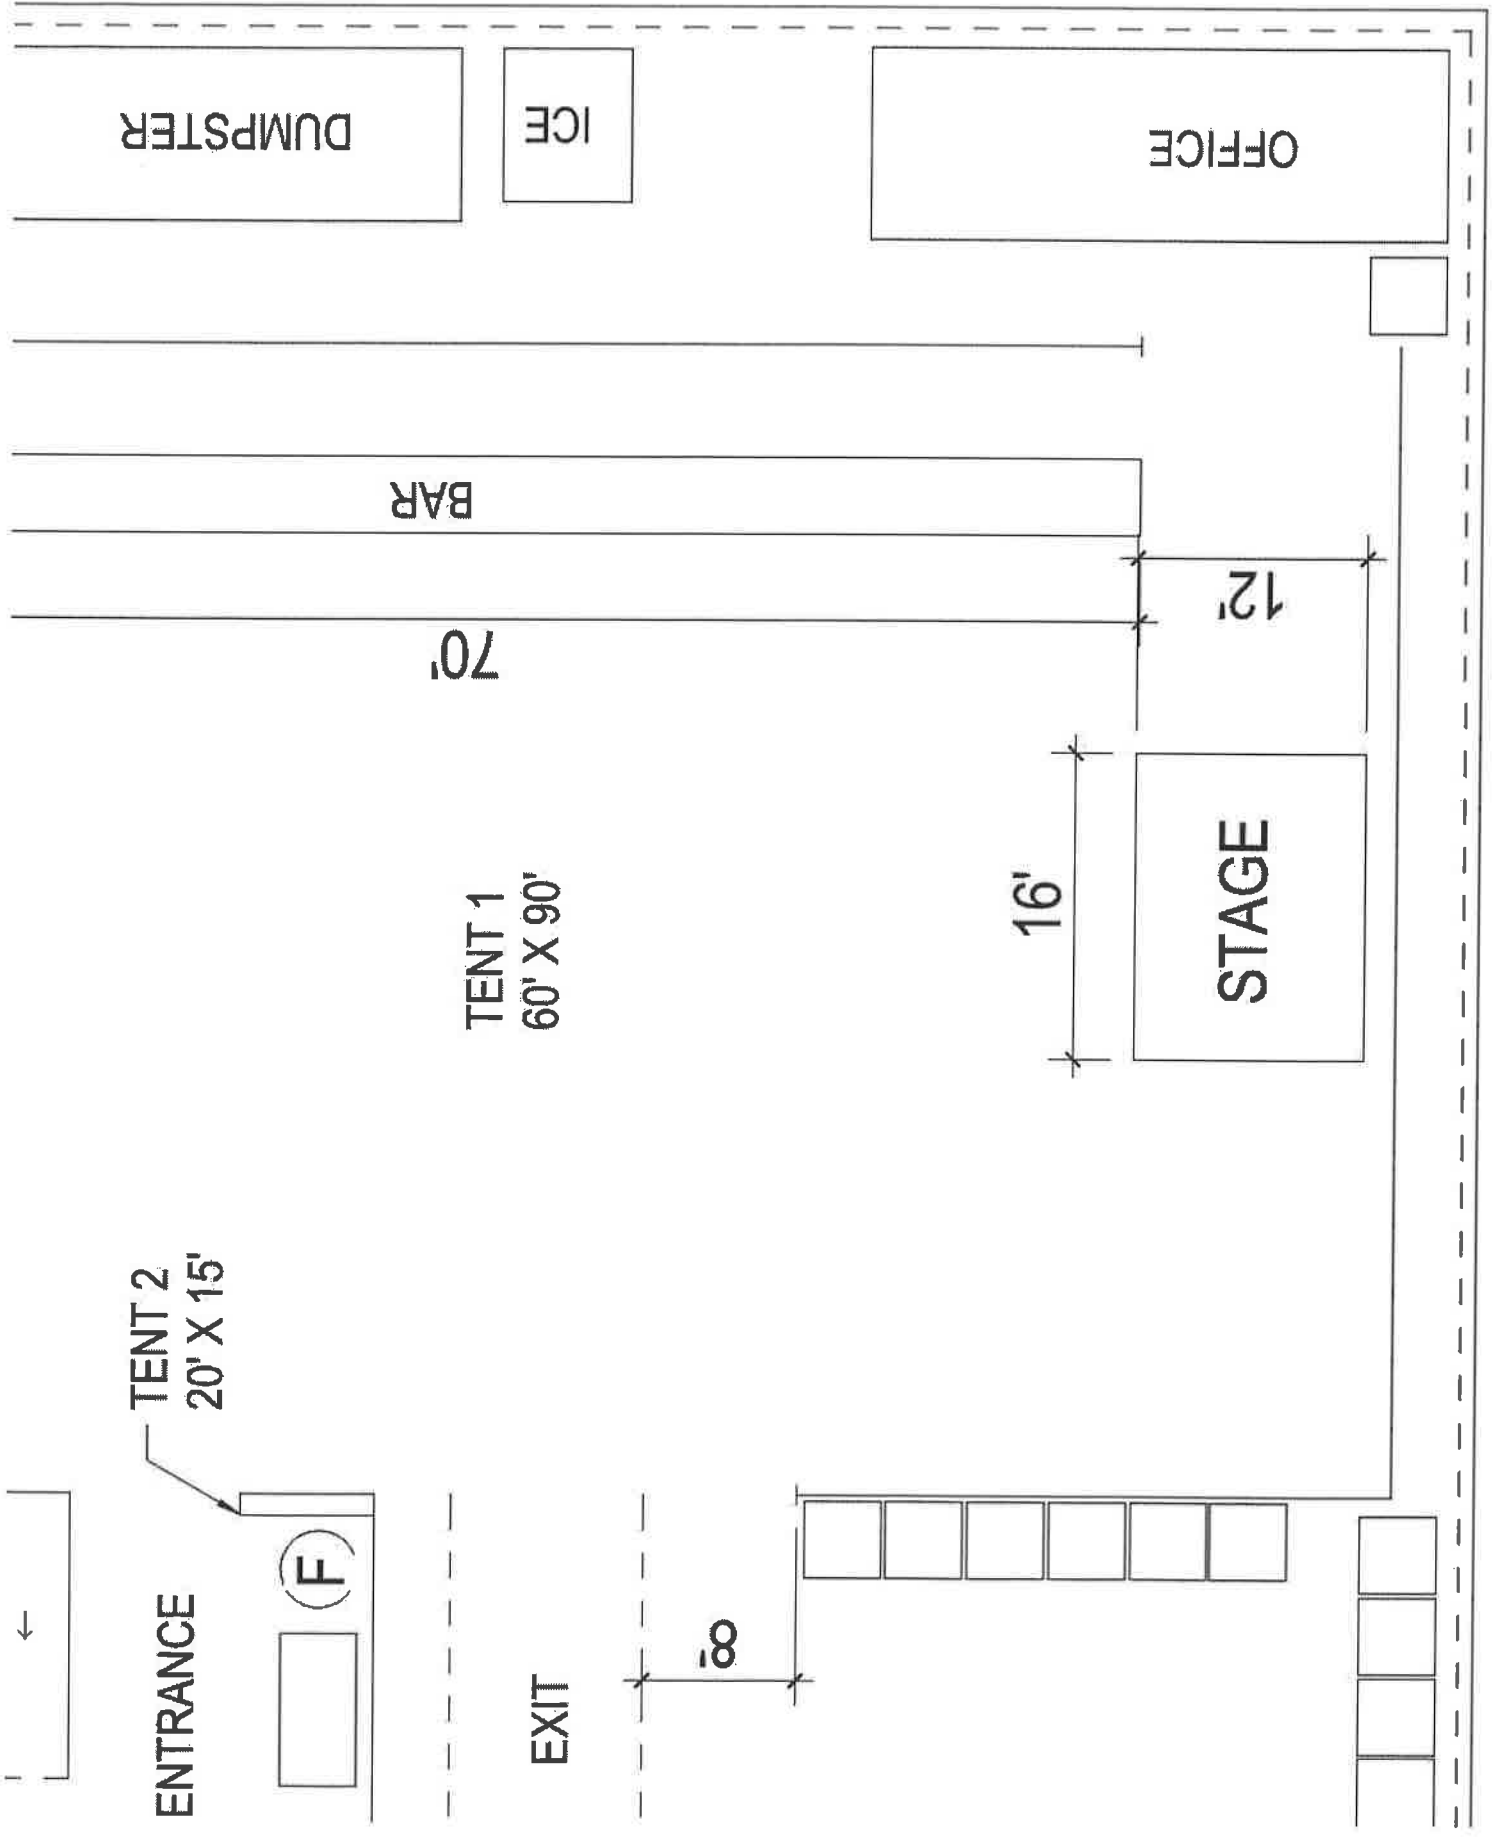 DUMPSTER
ICE
OFFICE
BAR
70'
12'
TENT 1
60' X 90'
16'
STAGE
TENT 2
20' X 15'
ENTRANCE
F
EXIT
8'